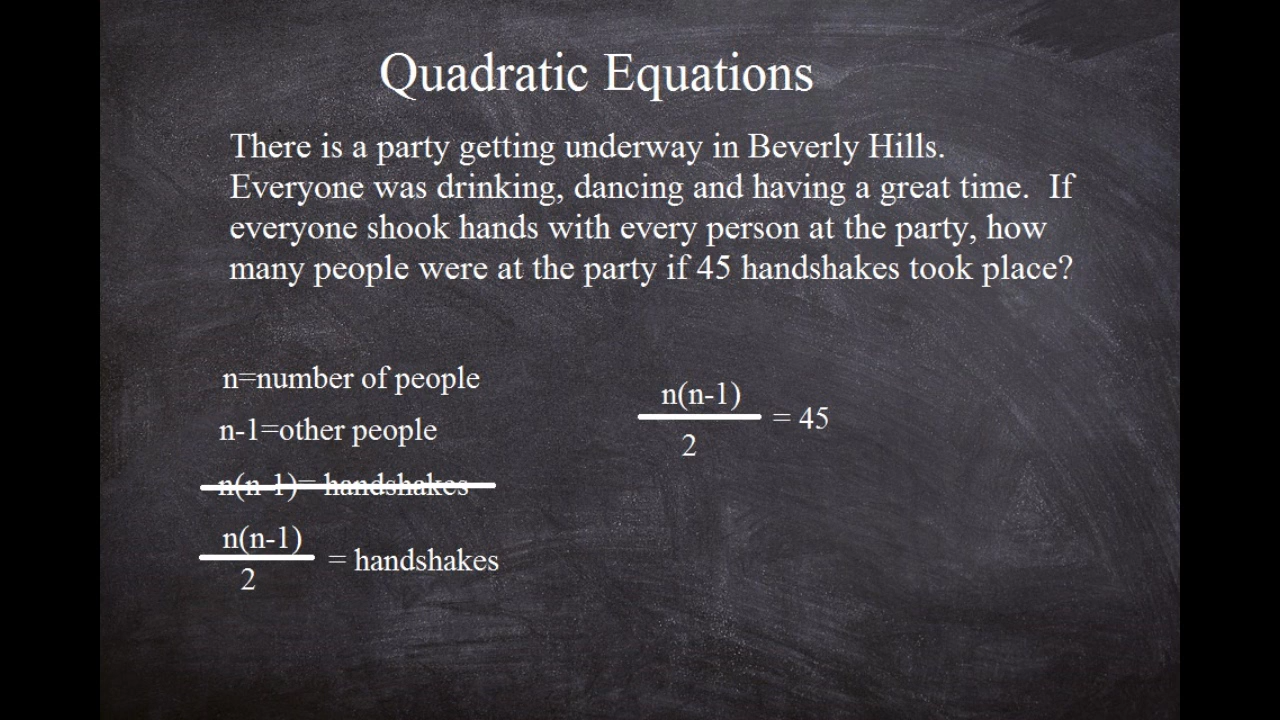 Quadratic Equations
There is a party getting underway in Beverly Hills.
Everyone was drinking, dancing and having a great time. If
everyone shook hands with every person at the party, how
many people were at the party if 45 handshakes took place?
n=number of people
n-1=other people
n(n-1)= handshakes
n(n-1)
2
= handshakes
n(n-1)
2
= 45